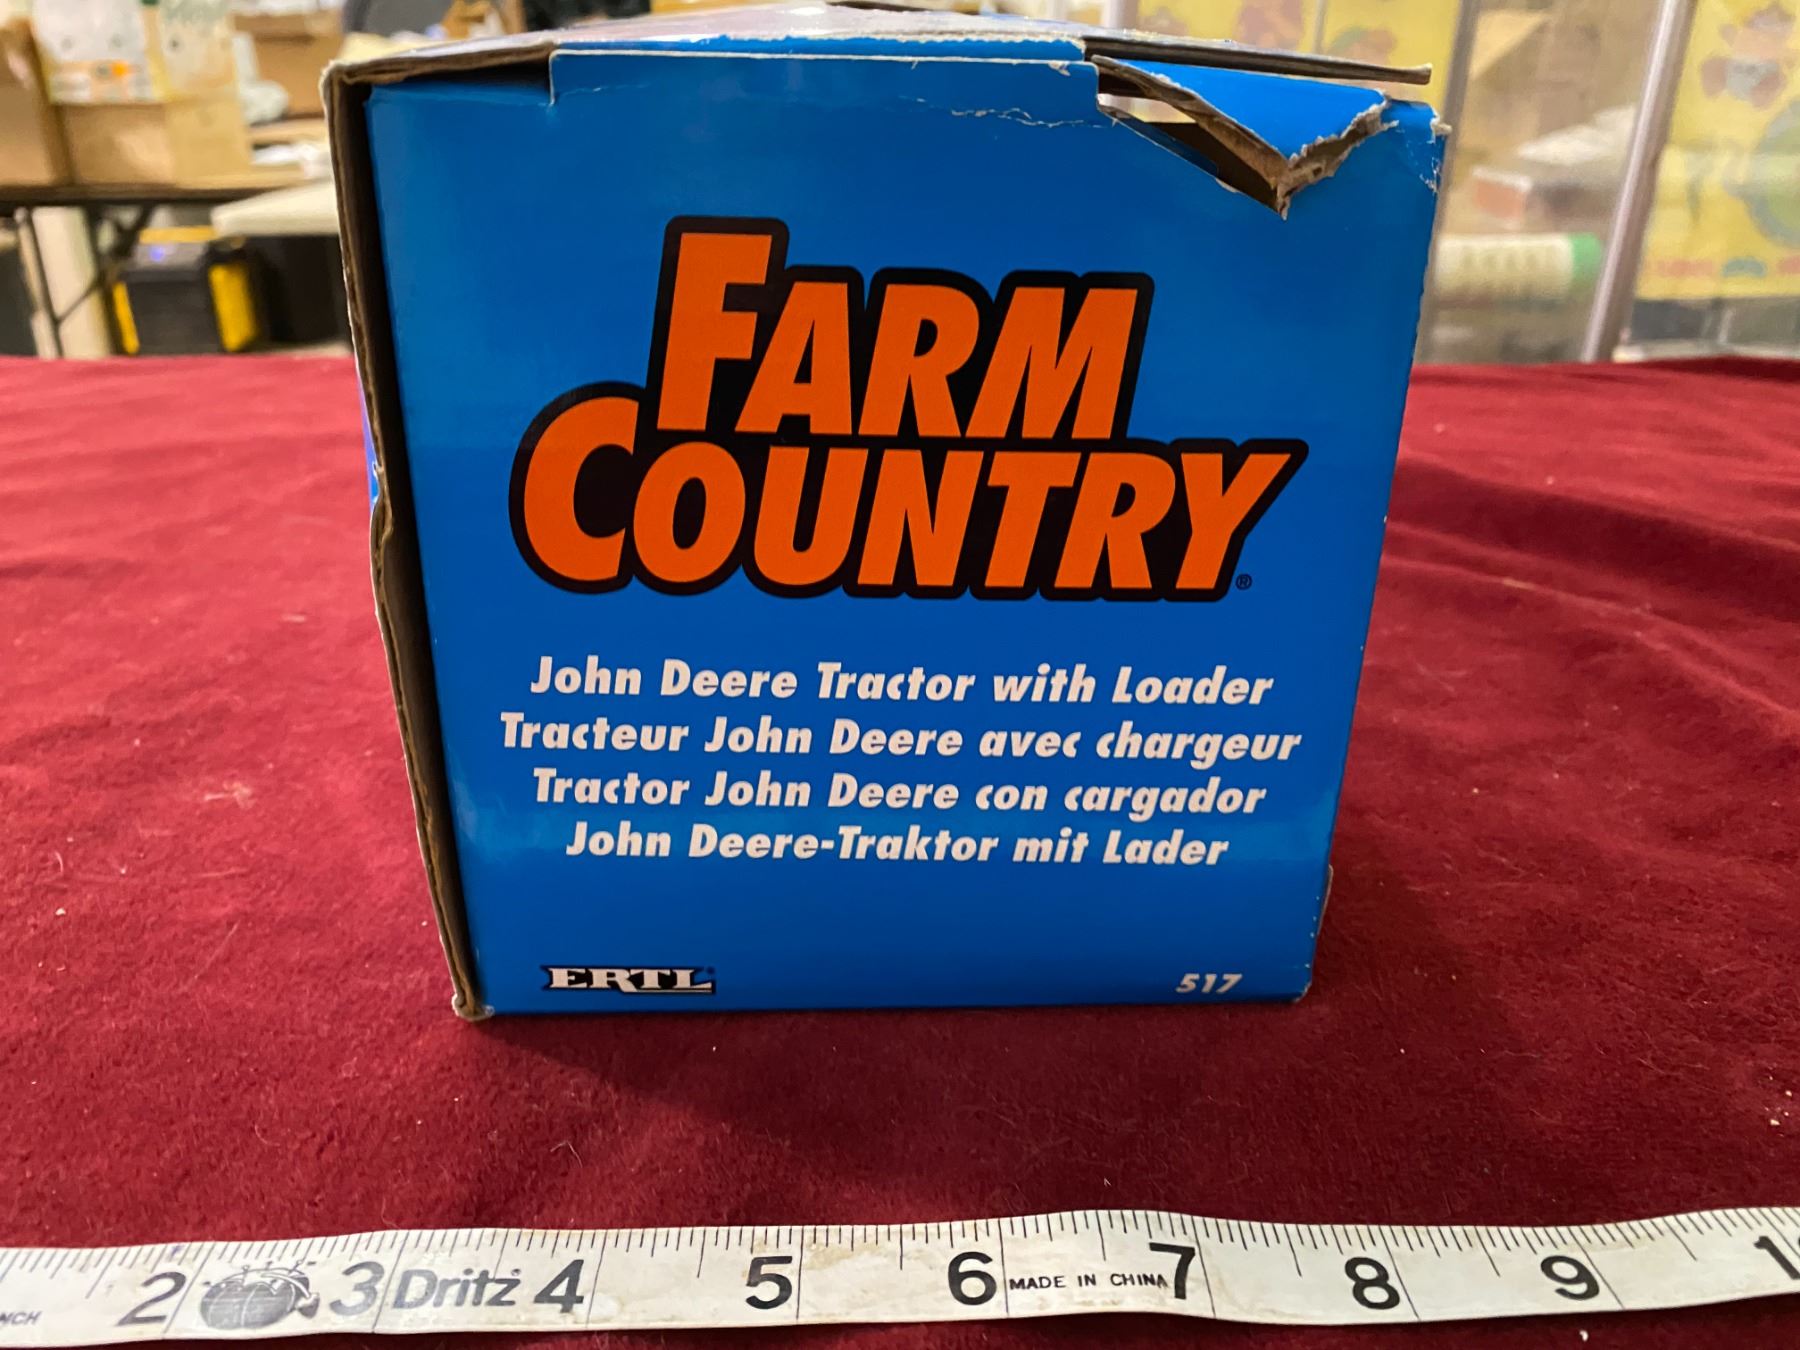 FARM
COUNTRY®
John Deere Tractor with Loader
Tracteur John Deere avec chargeur
Tractor John Deere con cargador
John Deere-Traktor mit Lader
ERTL
517
2 3 Dritz 4 5 6 MADE IN CHINA 7 8 9